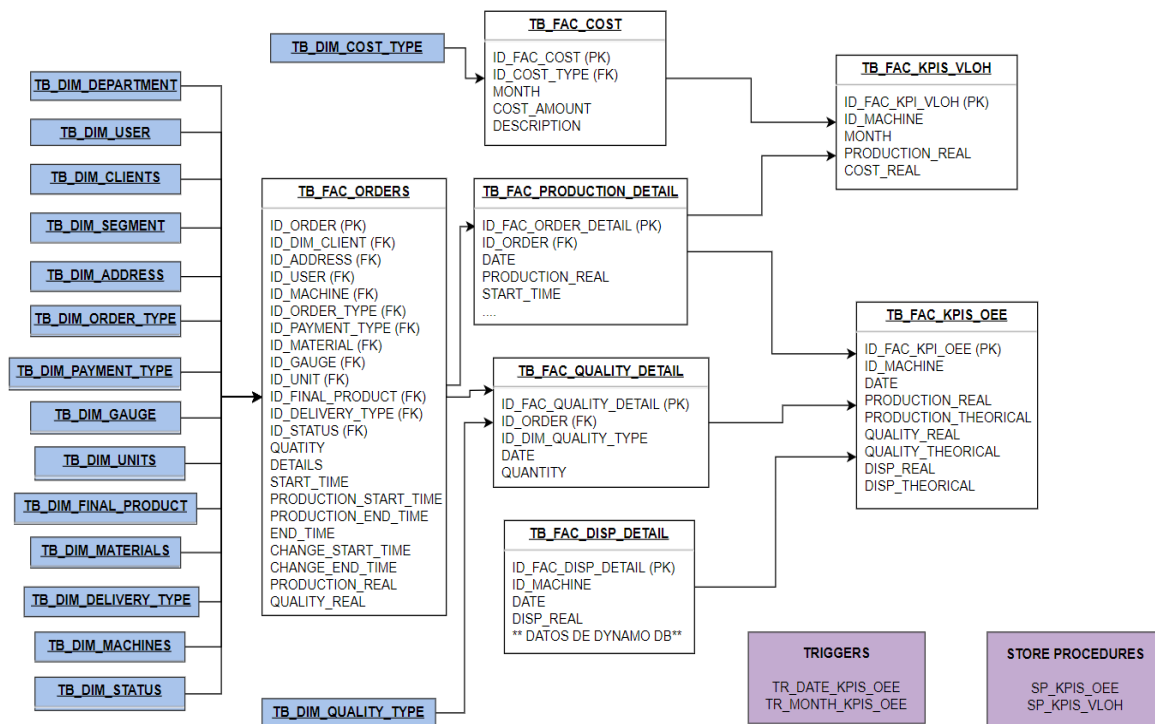 TB_DIM_COST_TYPE
TB_DIM_DEPARTMENT
TB_DIM_USER
TB_DIM_CLIENTS
TB_DIM_SEGMENT
TB_DIM_ADDRESS
TB_DIM_ORDER_TYPE
TB_DIM_PAYMENT_TYPE
TB_DIM_GAUGE
TB_DIM_UNITS
TB_DIM_FINAL_PRODUCT
TB_DIM_MATERIALS
TB_DIM_DELIVERY_TYPE
TB_DIM_MACHINES
TB_DIM_STATUS
TB_FAC_ORDERS
ID_ORDER (PK)
ID_DIM_CLIENT (FK)
ID_ADDRESS (FK)
ID_USER (FK)
ID_MACHINE (FK)
ID_ORDER_TYPE (FK)
ID_PAYMENT_TYPE (FK)
ID_MATERIAL (FK)
ID_GAUGE (FK)
ID_UNIT (FK)
ID_FINAL_PRODUCT (FK)
ID_DELIVERY_TYPE (FK)
ID_STATUS (FK)
QUATITY
DETAILS
START_TIME
PRODUCTION_START_TIME
PRODUCTION_END_TIME
END_TIME
CHANGE_START_TIME
CHANGE_END_TIME
PRODUCTION_REAL
QUALITY_REAL
TB_DIM_QUALITY_TYPE
TB_FAC_COST
ID_FAC_COST (PK)
ID_COST_TYPE (FK)
MONTH
COST_AMOUNT
DESCRIPTION
TB_FAC_PRODUCTION_DETAIL
ID_FAC_ORDER_DETAIL (PK)
ID_ORDER (FK)
DATE
PRODUCTION_REAL
START_TIME
....
TB_FAC_QUALITY_DETAIL
ID_FAC_QUALITY_DETAIL (PK)
ID_ORDER (FK)
ID_DIM_QUALITY_TYPE
DATE
QUANTITY
TB_FAC_DISP_DETAIL
ID_FAC_DISP_DETAIL (PK)
ID_MACHINE
DATE
DISP_REAL
** DATOS DE DYNAMO DB**
TB_FAC_KPIS_VLOH
ID_FAC_KPI_VLOH (PK)
ID_MACHINE
MONTH
PRODUCTION_REAL
COST_REAL
TB_FAC_KPIS_OEE
ID_FAC_KPI_OEE (PK)
ID_MACHINE
DATE
PRODUCTION_REAL
PRODUCTION_THEORICAL
QUALITY_REAL
QUALITY_THEORICAL
DISP_REAL
DISP_THEORICAL
TRIGGERS
TR_DATE_KPIS_OEE
TR_MONTH_KPIS_OEE
STORE PROCEDURES
SP_KPIS_OEE
SP_KPIS_VLOH